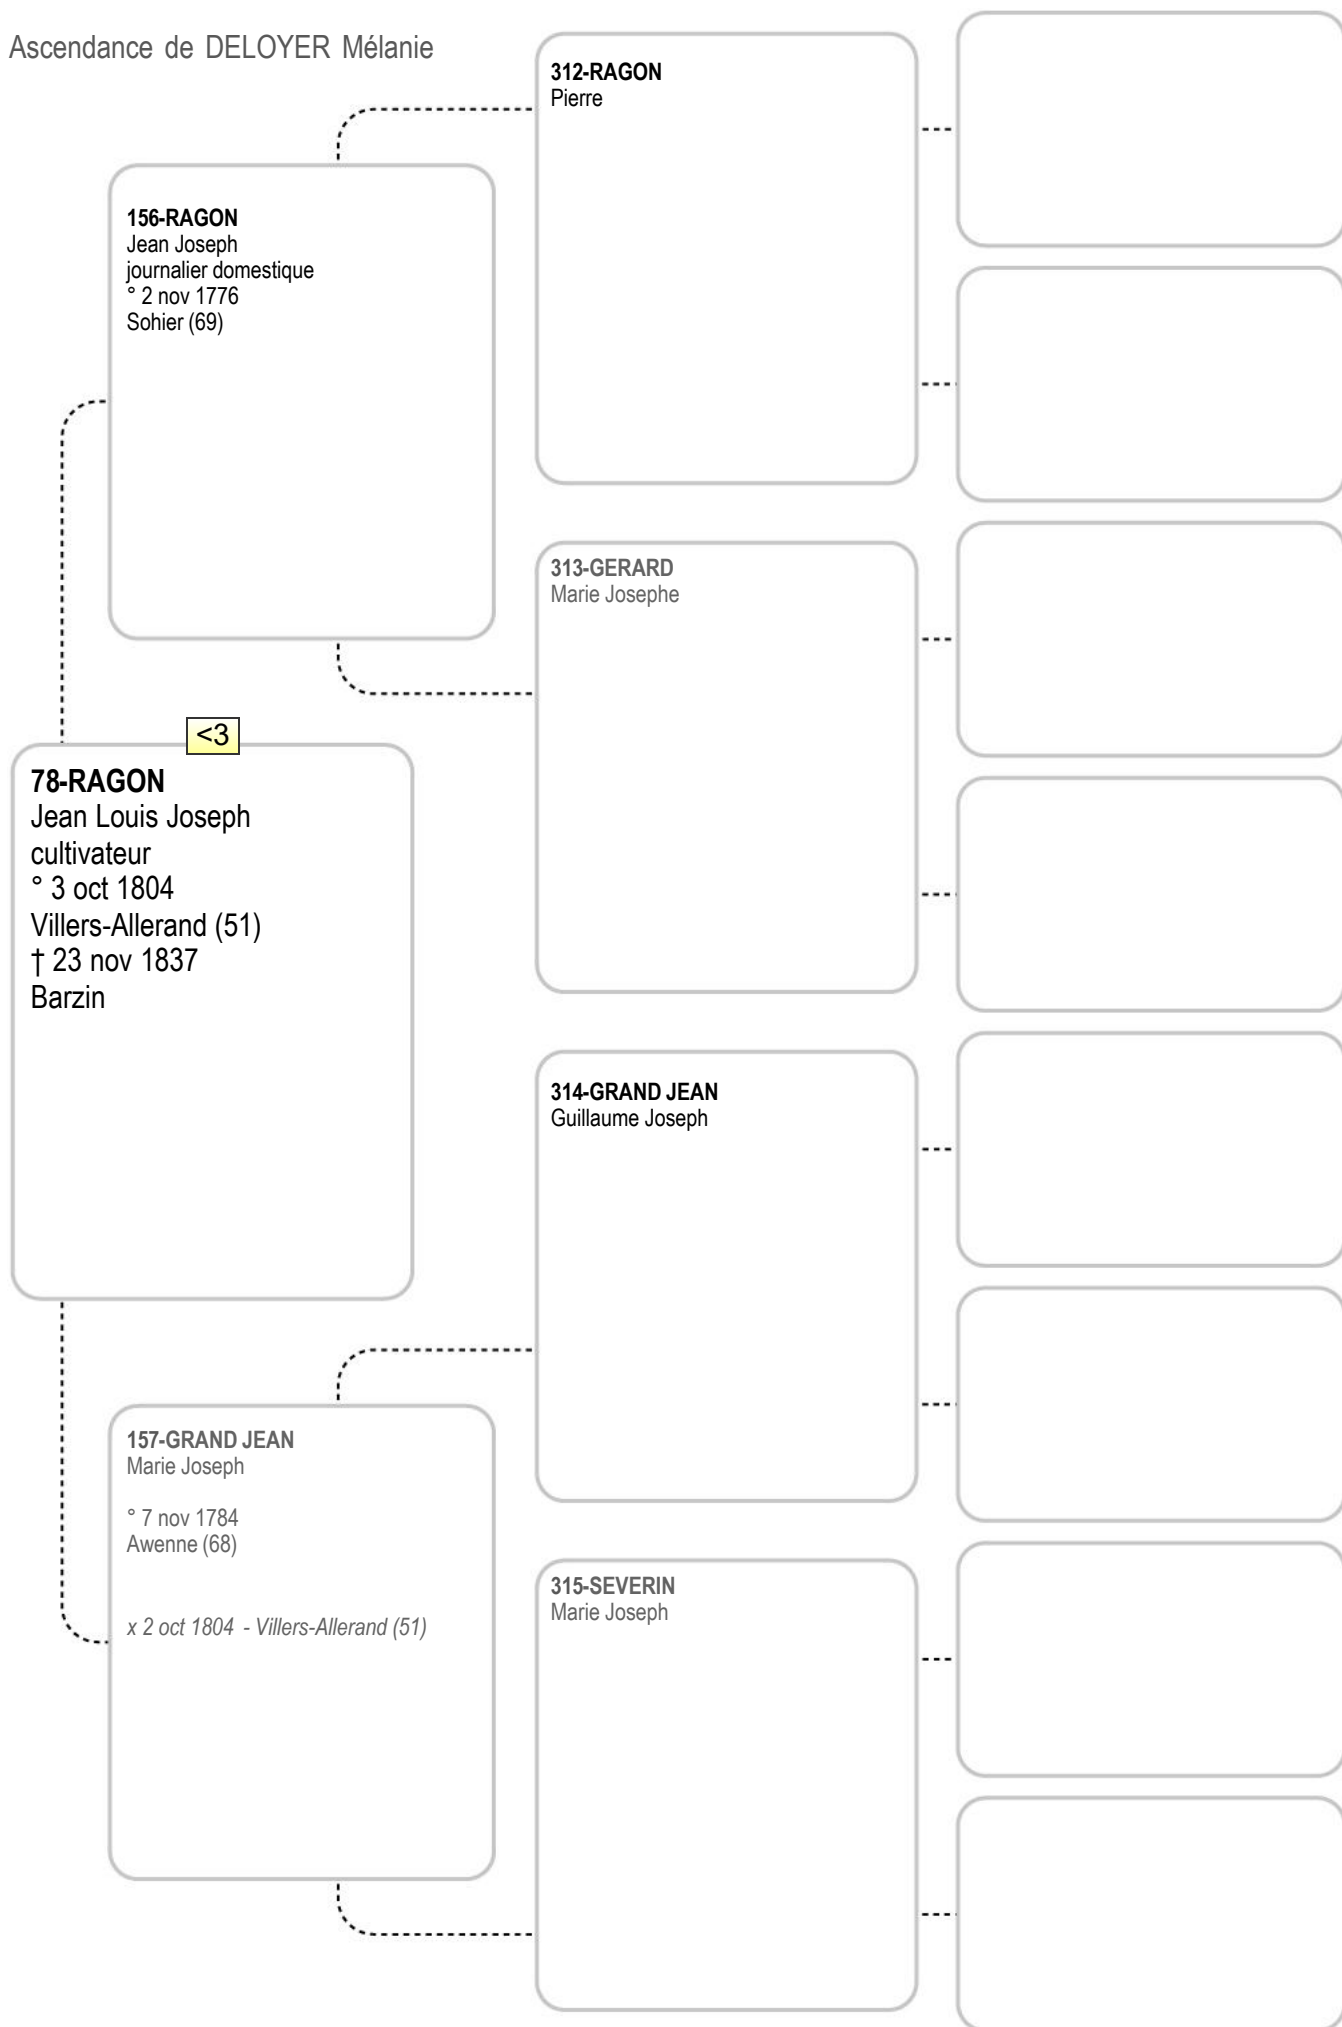 Ascendance de DELOYER Mélanie
312-RAGON
Pierre
156-RAGON
Jean Joseph
journalier domestique
° 2 nov 1776
Sohier (69)
313-GERARD
Marie Josephe
<3
78-RAGON
Jean Louis Joseph
cultivateur
° 3 oct 1804
Villers-Allerand (51)
† 23 nov 1837
Barzin
314-GRAND JEAN
Guillaume Joseph
157-GRAND JEAN
Marie Joseph
° 7 nov 1784
Awenne (68)
x 2 oct 1804 - Villers-Allerand (51)
315-SEVERIN
Marie Joseph